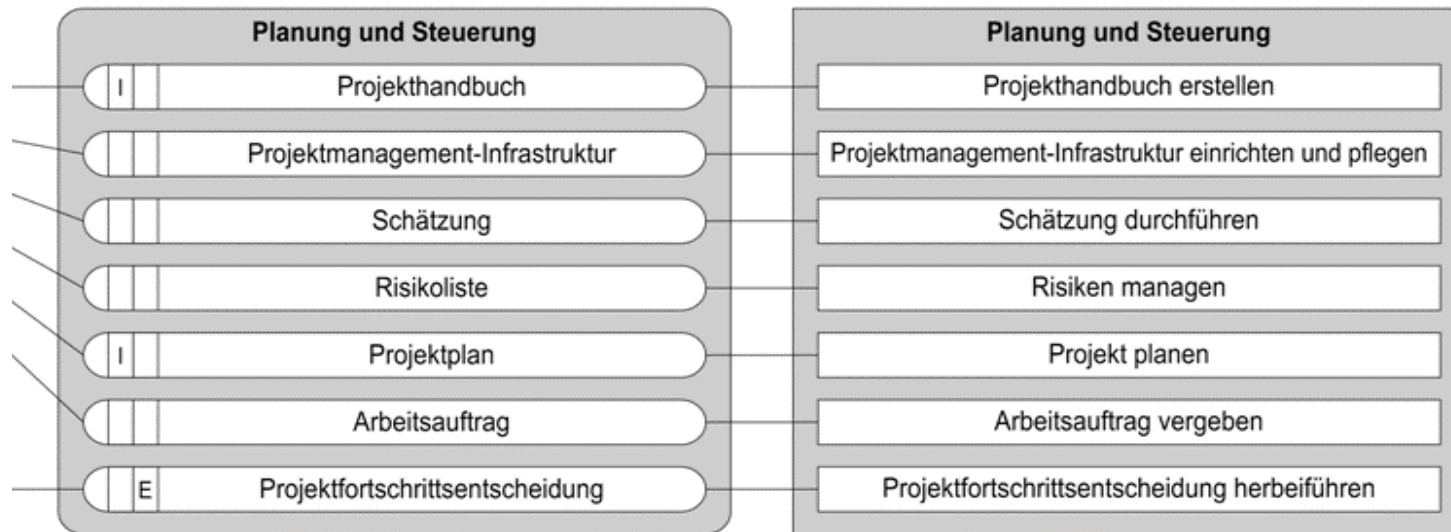 Planung und Steuerung
I Projekthandbuch
Projektmanagement-Infrastruktur
Schätzung
Risikoliste
I Projektplan
Arbeitsauftrag
E Projektfortschrittsentscheidung
Planung und Steuerung
Projekthandbuch erstellen
Projektmanagement-Infrastruktur einrichten und pflegen
Schätzung durchführen
Risiken managen
Projekt planen
Arbeitsauftrag vergeben
Projektfortschrittsentscheidung herbeiführen